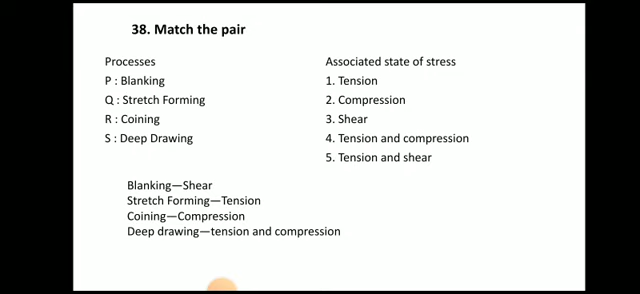 38. Match the pair
Processes
P : Blanking
Q : Stretch Forming
R : Coining
S : Deep Drawing
Associated state of stress
1. Tension
2. Compression
3. Shear
4. Tension and compression
5. Tension and shear
Blanking—Shear
Stretch Forming—Tension
Coining—Compression
Deep drawing—tension and compression